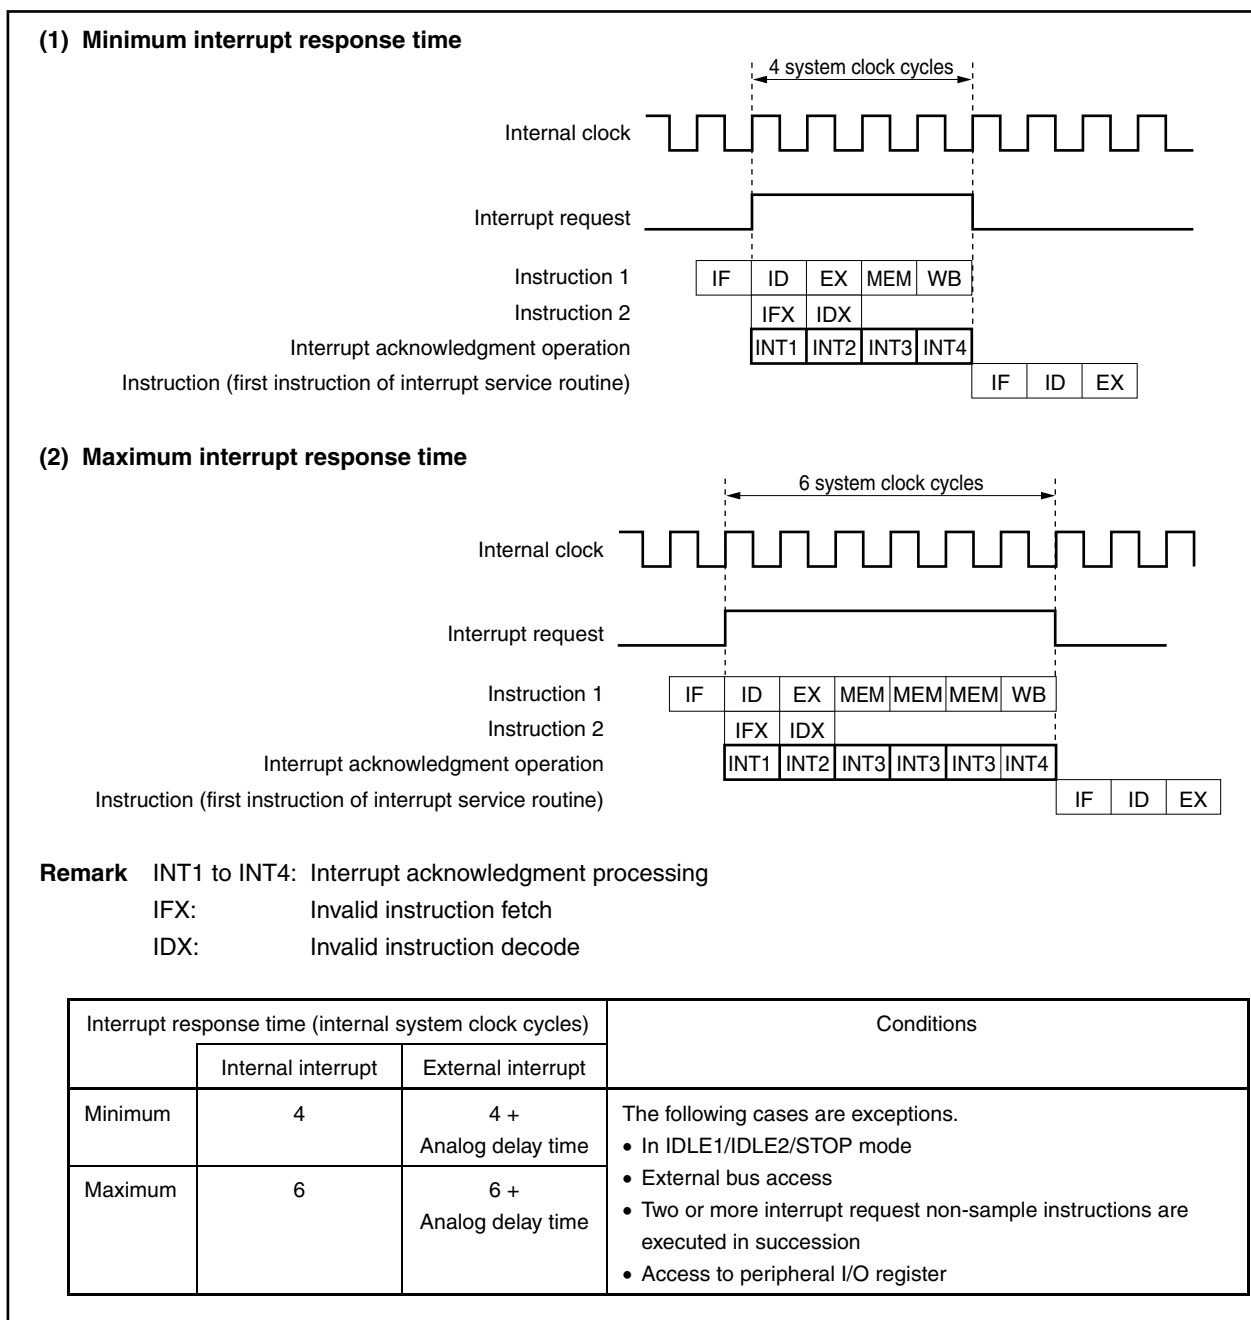 (1) Minimum interrupt response time
4 system clock cycles
Internal clock
Interrupt request
Instruction 1 IF ID EX MEM WB
Instruction 2 IFX IDX
Interrupt acknowledgment operation INT1 INT2 INT3 INT4
Instruction (first instruction of interrupt service routine) IF ID EX
(2) Maximum interrupt response time
6 system clock cycles
Internal clock
Interrupt request
Instruction 1 IF ID EX MEM MEM MEM WB
Instruction 2 IFX IDX
Interrupt acknowledgment operation INT1 INT2 INT3 INT3 INT3 INT4
Instruction (first instruction of interrupt service routine) IF ID EX
Remark INT1 to INT4: Interrupt acknowledgment processing
IFX: Invalid instruction fetch
IDX: Invalid instruction decode
Interrupt response time (internal system clock cycles) Conditions
Internal interrupt External interrupt
Minimum 4 4 +
Analog delay time
Maximum 6 6 +
Analog delay time
The following cases are exceptions.
• In IDLE1/IDLE2/STOP mode
• External bus access
• Two or more interrupt request non-sample instructions are
executed in succession
• Access to peripheral I/O register